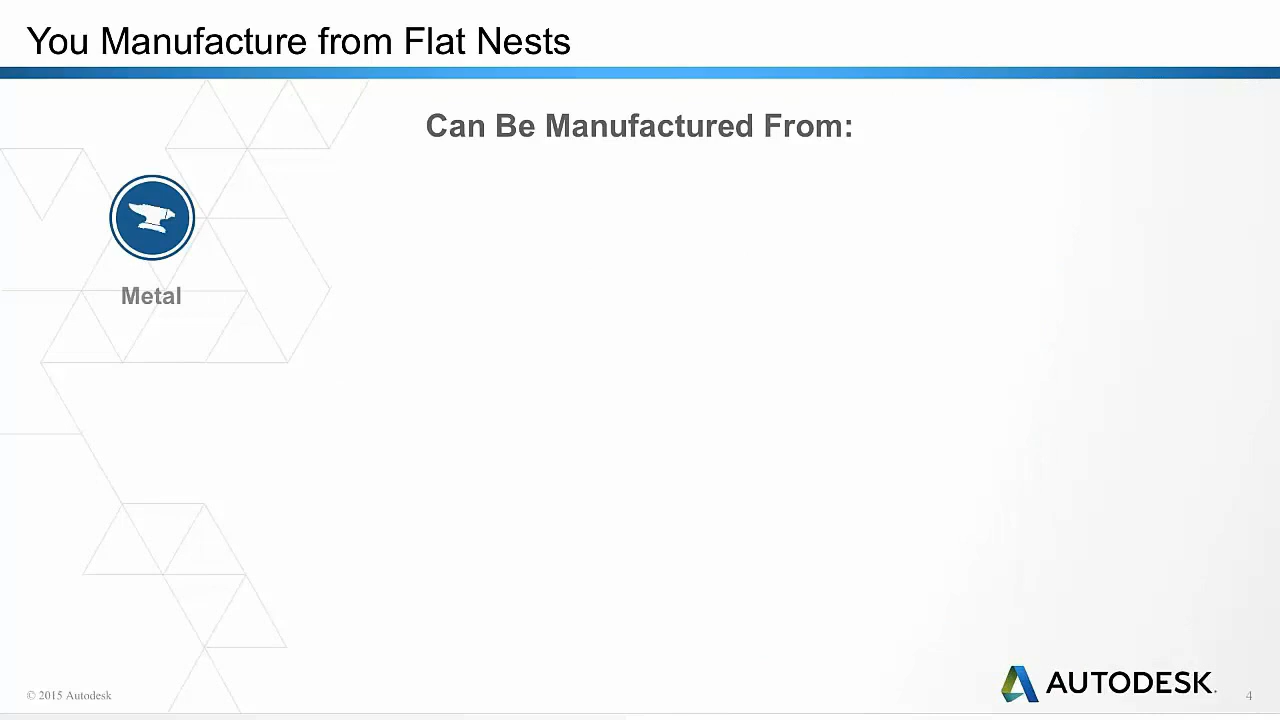 You Manufacture from Flat Nests
Can Be Manufactured From:
Metal
© 2015 Autodesk
AUTODESK.
4